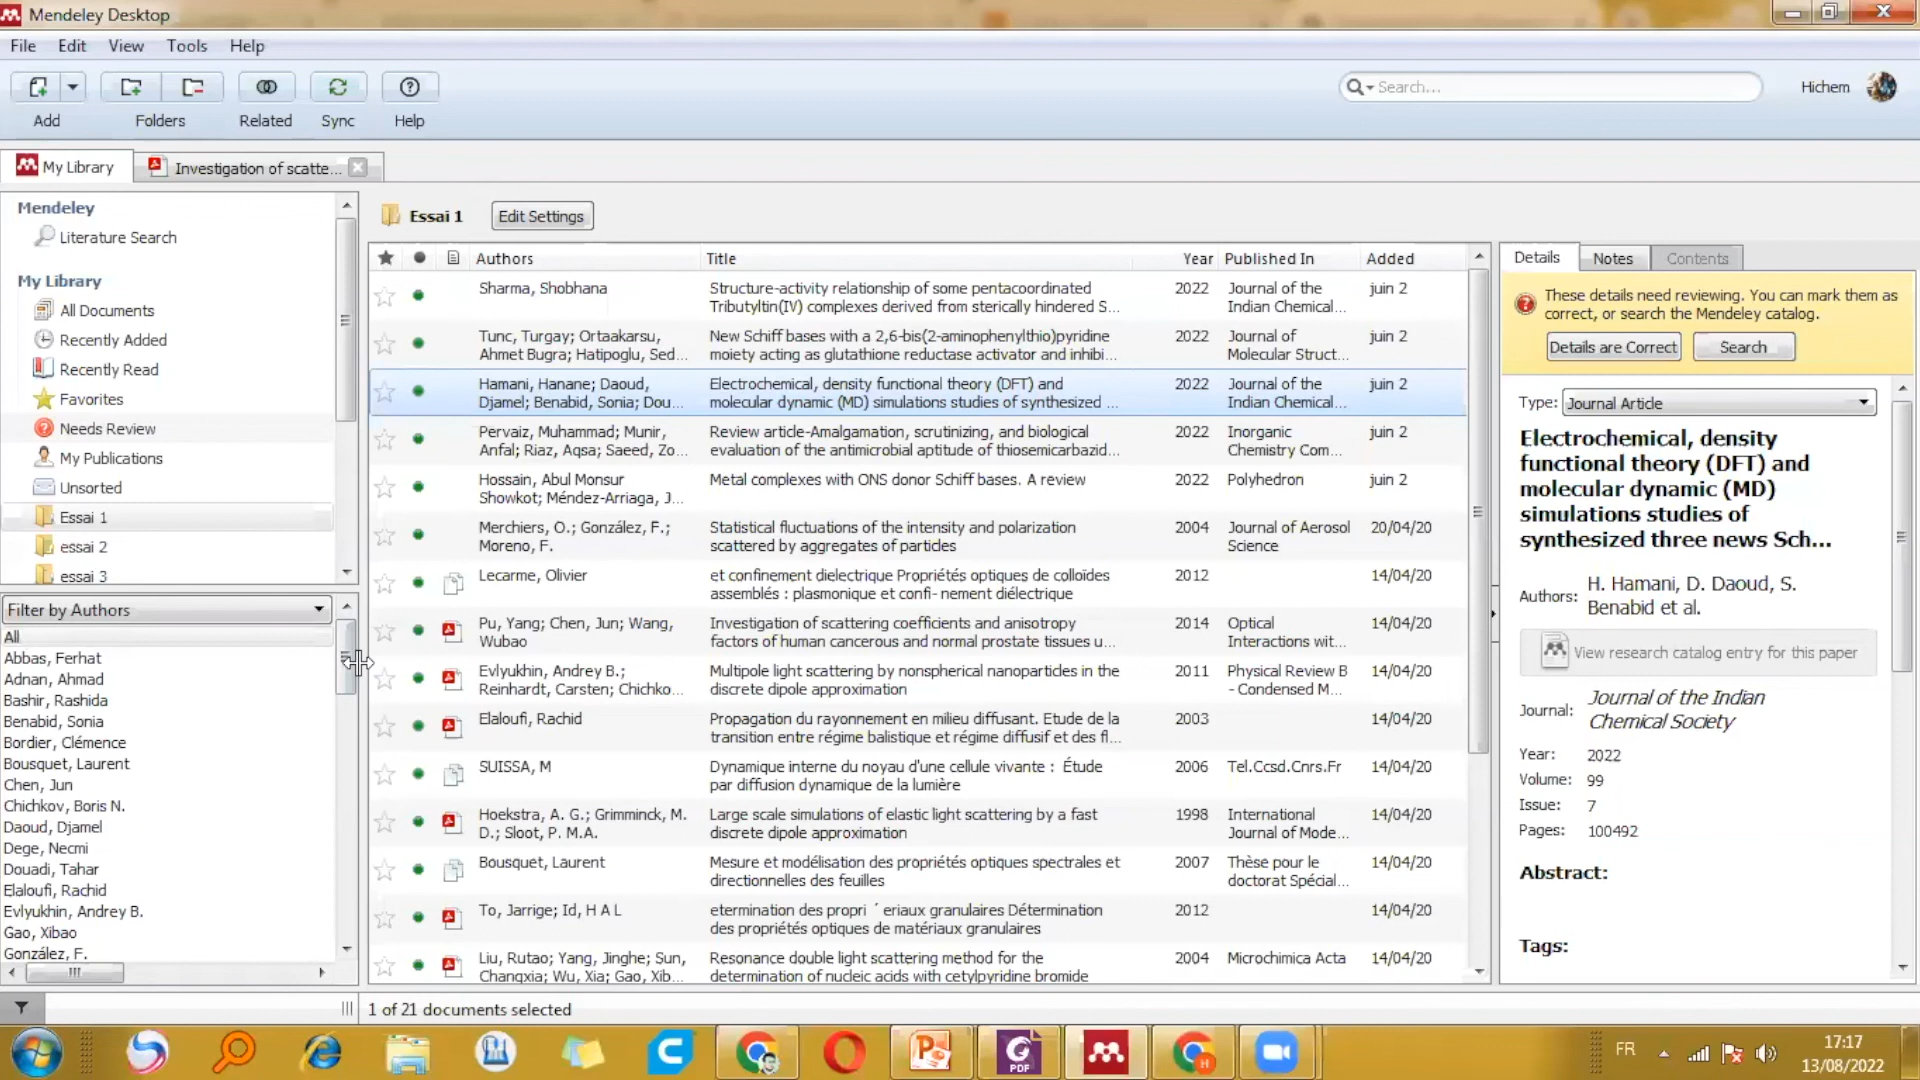 Mendeley Desktop
File Edit View Tools Help
Search...
Hichem
Add Folders Related Sync Help
My Library
Investigation of scatte...
Mendeley
Literature Search
My Library
All Documents
Recently Added
Recently Read
Favorites
Needs Review
My Publications
Unsorted
Essai 1
essai 2
essai 3
Filter by Authors
All
Abbas, Ferhat
Adnan, Ahmad
Bashir, Rashida
Benabid, Sonia
Bordier, Clémence
Bousquet, Laurent
Chen, Jun
Chichkov, Boris N.
Daoud, Djamel
Dege, Necmi
Douadi, Tahar
Elaloufi, Rachid
Evlyukhin, Andrey B.
Gao, Xibao
González, F.
Essai 1 Edit Settings
Authors Title Year Published In Added
Sharma, Shobhana Structure-activity relationship of some pentacoordinated 2022 Journal of the juin 2
Tributyltin(IV) complexes derived from sterically hindered S... Indian Chemical...
Tunc, Turgay; Ortaakarsu, New Schiff bases with a 2,6-bis(2-aminophenylthio)pyridine 2022 Journal of juin 2
Ahmet Bugra; Hatipoglu, Sed... moiety acting as glutathione reductase activator and inhibi... Molecular Struct...
Hamani, Hanane; Daoud, Electrochemical, density functional theory (DFT) and 2022 Journal of the juin 2
Djamel; Benabid, Sonia; Dou... molecular dynamic (MD) simulations studies of synthesized ... Indian Chemical...
Pervaiz, Muhammad; Munir, Review article-Amalgamation, scrutinizing, and biological 2022 Inorganic juin 2
Anfal; Riaz, Aqsa; Saeed, Zo... evaluation of the antimicrobial aptitude of thiosemicarbazid... Chemistry Com...
Hossain, Abul Monsur Metal complexes with ONS donor Schiff bases. A review 2022 Polyhedron juin 2
Showkot; Méndez-Arriaga, J...
Merchiers, O.; González, F.; Statistical fluctuations of the intensity and polarization 2004 Journal of Aerosol 20/04/20
Moreno, F. scattered by aggregates of particles Science
Lecarme, Olivier et confinement dielectrique Propriétés optiques de colloïdes 2012 14/04/20
assemblés : plasmonique et confi- nement diélectrique
Pu, Yang; Chen, Jun; Wang, Investigation of scattering coefficients and anisotropy 2014 Optical 14/04/20
Wubao factors of human cancerous and normal prostate tissues u... Interactions wit...
Evlyukhin, Andrey B.; Multipole light scattering by nonspherical nanoparticles in the 2011 Physical Review B 14/04/20
Reinhardt, Carsten; Chichko... discrete dipole approximation - Condensed M...
Elaloufi, Rachid Propagation du rayonnement en milieu diffusant. Etude de la 2003 14/04/20
transition entre régime balistique et régime diffusif et des fl...
SUISSA, M Dynamique interne du noyau d'une cellule vivante : Étude 2006 Tel.Ccsd.Cnrs.Fr 14/04/20
par diffusion dynamique de la lumière
Hoekstra, A. G.; Grimminck, M. Large scale simulations of elastic light scattering by a fast 1998 International 14/04/20
D.; Sloot, P. M.A. discrete dipole approximation Journal of Mode...
Bousquet, Laurent Mesure et modélisation des propriétés optiques spectrales et 2007 Thèse pour le 14/04/20
directionnelles des feuilles doctorat Spécial...
To, Jarrige; Id, H A L etermination des propri ´ eriaux granulaires Détermination 2012 14/04/20
des propriétés optiques de matériaux granulaires
Liu, Rutao; Yang, Jinghe; Sun, Resonance double light scattering method for the 2004 Microchimica Acta 14/04/20
Changxia; Wu, Xia; Gao, Xib... determination of nucleic acids with cetylpyridine bromide
Details Notes Contents
These details need reviewing. You can mark them as
correct, or search the Mendeley catalog.
Details are Correct Search
Type: Journal Article
Electrochemical, density
functional theory (DFT) and
molecular dynamic (MD)
simulations studies of
synthesized three news Sch...
Authors: H. Hamani, D. Daoud, S.
Benabid et al.
View research catalog entry for this paper
Journal: Journal of the Indian
Chemical Society
Year: 2022
Volume: 99
Issue: 7
Pages: 100492
Abstract:
Tags:
1 of 21 documents selected
PDF
FR
17:17
13/08/2022